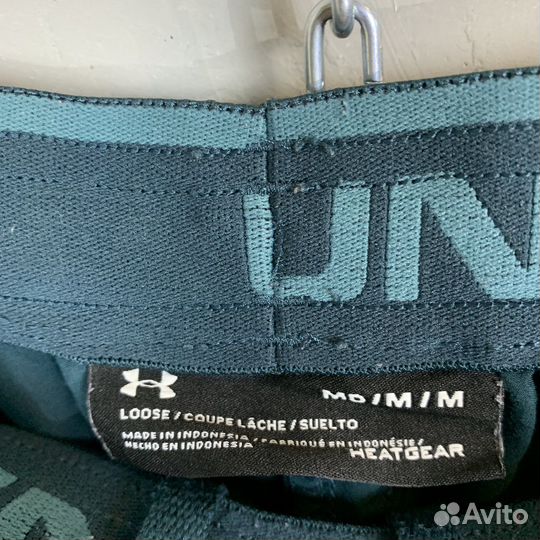 UN
MD/M/M
LOOSE / COUPE LÂCHE / SUELTO
MADE IN INDONESIA / FABRIQUÉ EN INDONÉSIE /
HECHO EN INDONESIA
HEATGEAR
Avito